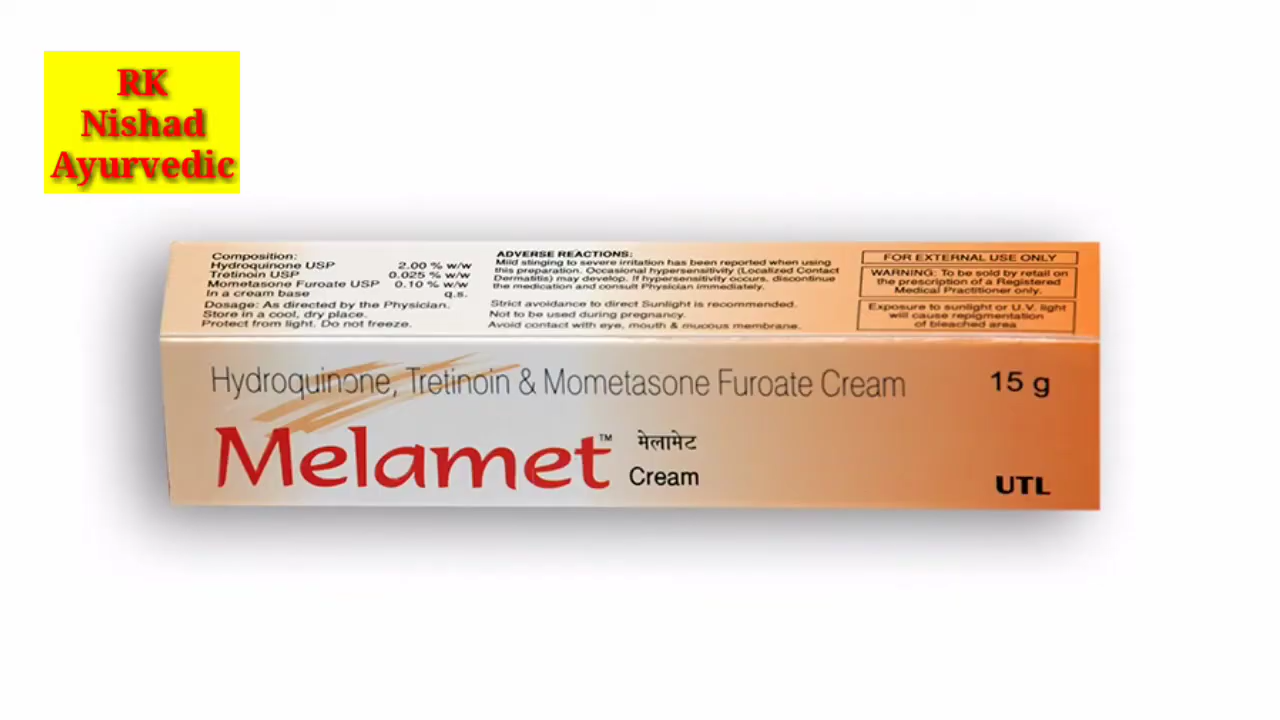 RK
Nishad
Ayurvedic
Composition:
Hydroquinone USP 2.00 % w/w
Tretinoin USP 0.025 % w/w
Mometasone Furoate USP 0.10 % w/w
In a cream base q.s.
Dosage: As directed by the Physician.
Store in a cool, dry place.
Protect from light. Do not freeze.
ADVERSE REACTIONS:
Mild stinging to severe irritation has been reported when using
this preparation. Occasional hypersensitivity (Localized Contact
Dermatitis) may develop. If hypersensitivity occurs, discontinue
the medication and consult Physician immediately.
Strict avoidance to direct Sunlight is recommended.
Not to be used during pregnancy.
Avoid contact with eye, mouth & mucous membrane.
FOR EXTERNAL USE ONLY
WARNING: To be sold by retail on
the prescription of a Registered
Medical Practitioner only.
Exposure to sunlight or U.V. light
will cause repigmentation
of bleached area
Hydroquinone, Tretinoin & Mometasone Furoate Cream 15 g
Melamet™ मेलामेट
Cream
UTL